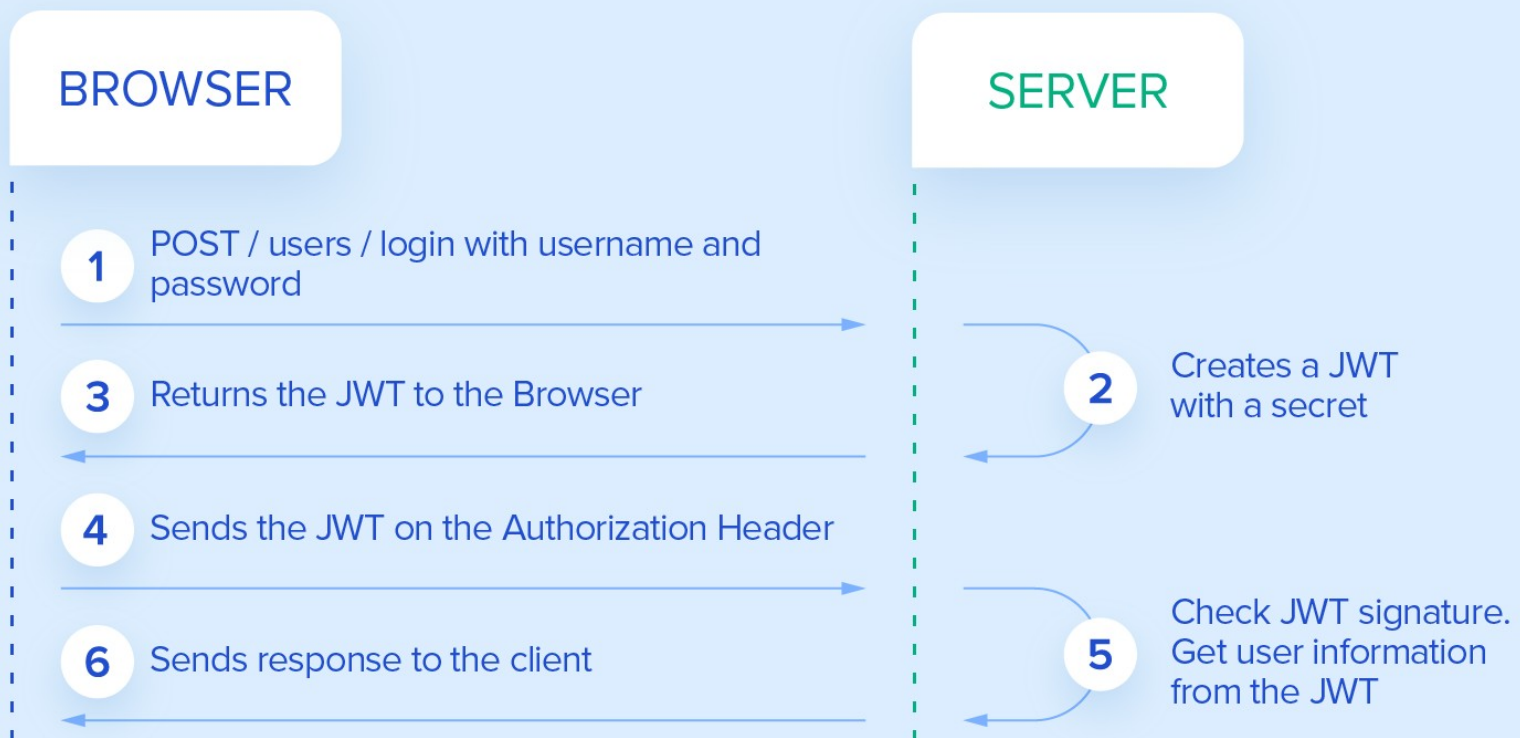 BROWSER
SERVER
1
POST / users / login with username and
password
2
Creates a JWT
with a secret
3
Returns the JWT to the Browser
4
Sends the JWT on the Authorization Header
5
Check JWT signature.
Get user information
from the JWT
6
Sends response to the client